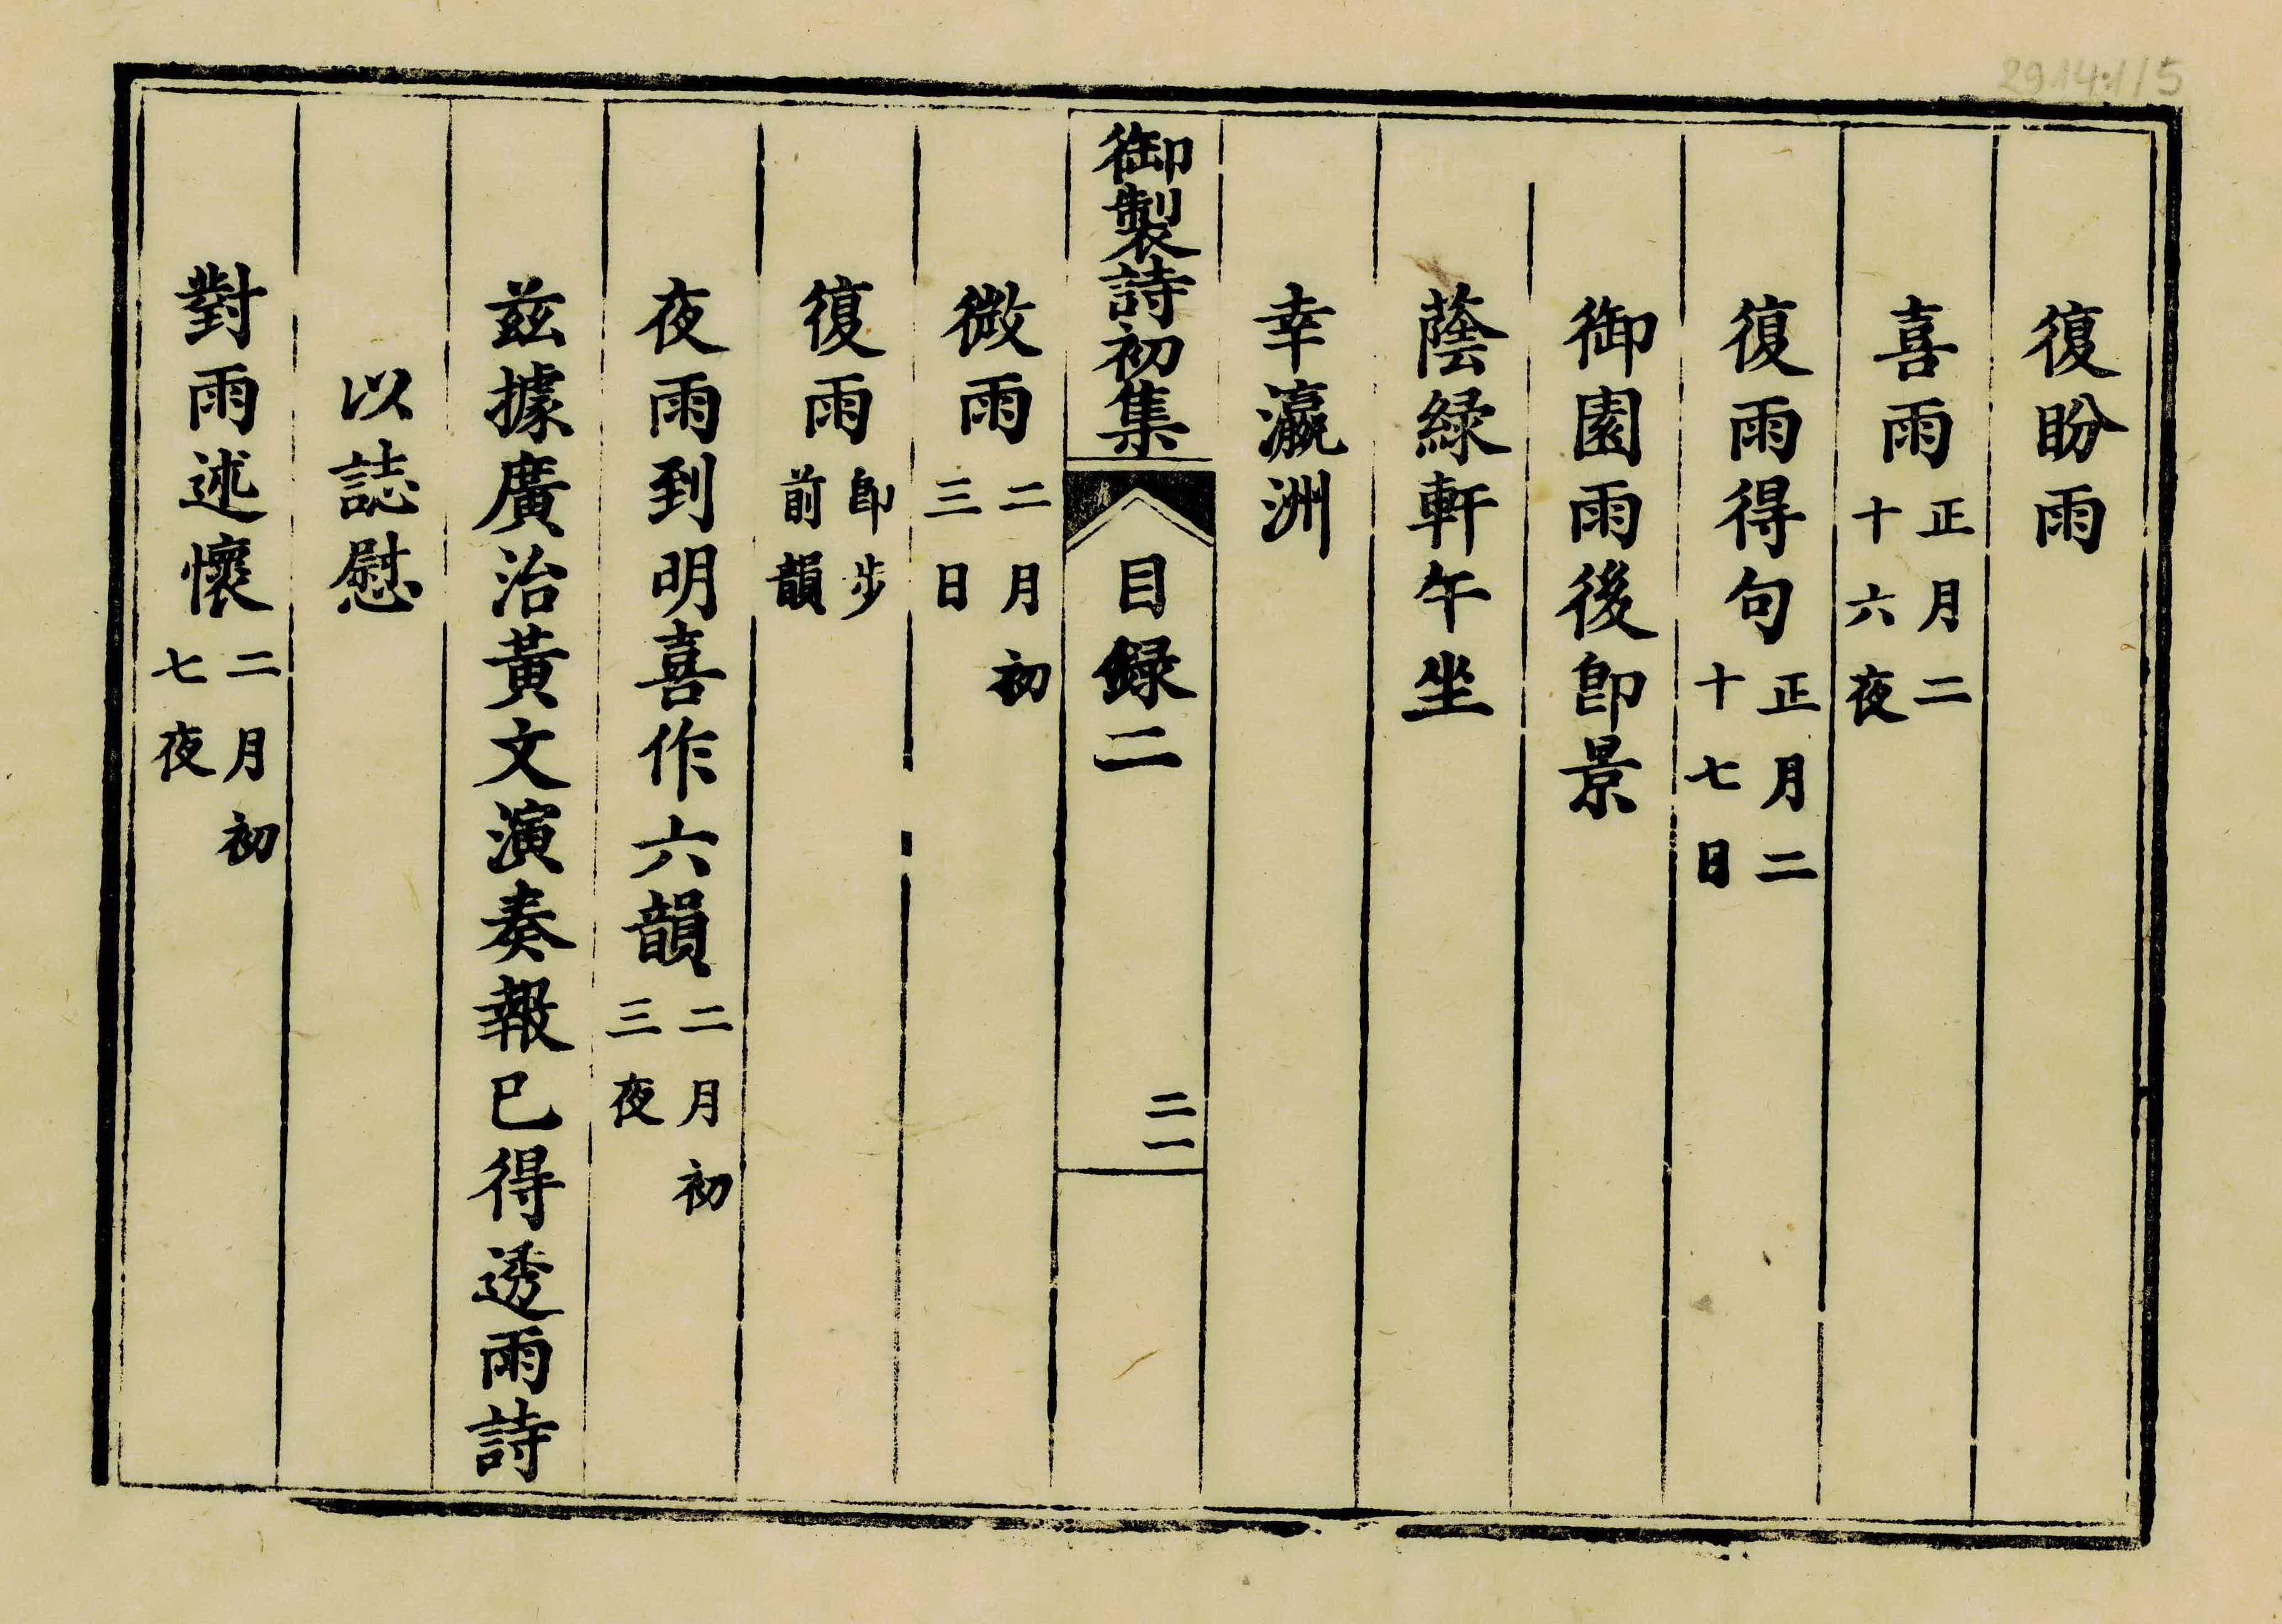 2914:1/5
復盼雨
喜雨正月二十六夜
復雨得句正月二十七日
御園雨後卽景
蔭綠軒午坐
幸瀛洲
御製詩初集 目錄二 二一
微雨二月初三日
復雨卽步前韻
夜雨到明喜作六韻二月初三夜
茲據廣治黃文演奏報已得透雨詩
以誌慰
對雨述懷二月初七夜